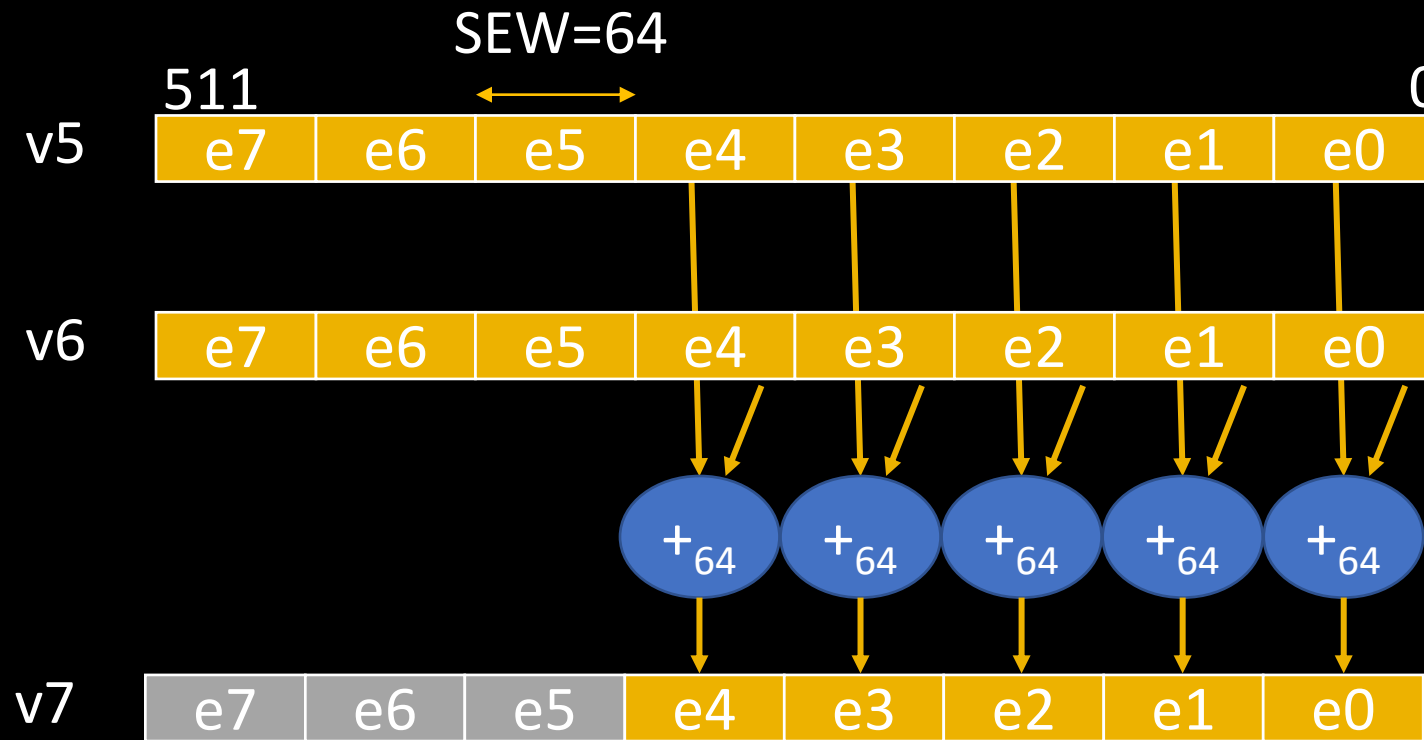 SEW=64
511 0
v5 e7 e6 e5 e4 e3 e2 e1 e0
v6 e7 e6 e5 e4 e3 e2 e1 e0
+64 +64 +64 +64 +64
v7 e7 e6 e5 e4 e3 e2 e1 e0